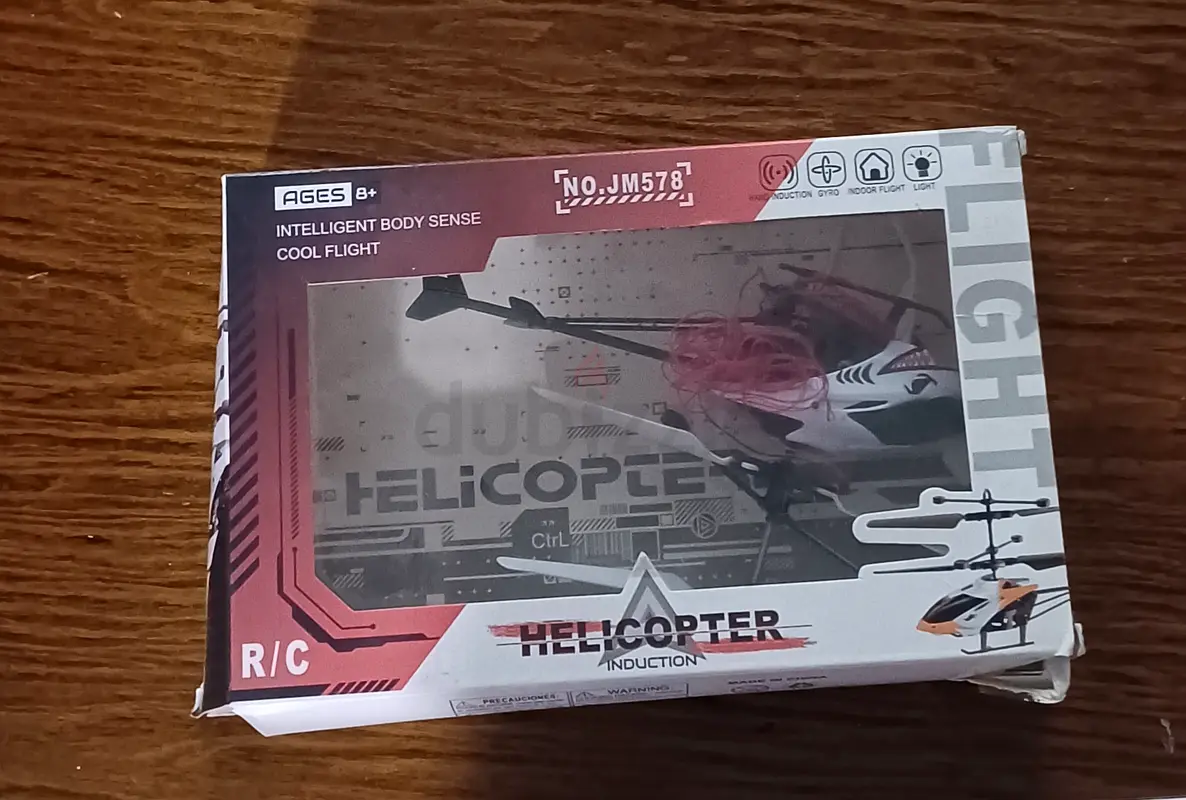 AGES 8+
INTELLIGENT BODY SENSE
COOL FLIGHT
NO.JM578
HAND INDUCTION
GYRO
INDOOR FLIGHT
LIGHT
FLIGHT
HELICOPTE
CtrL
R/C
HELICOPTER
INDUCTION
PRECAUCIONES:
WARNING
MADE IN CHINA